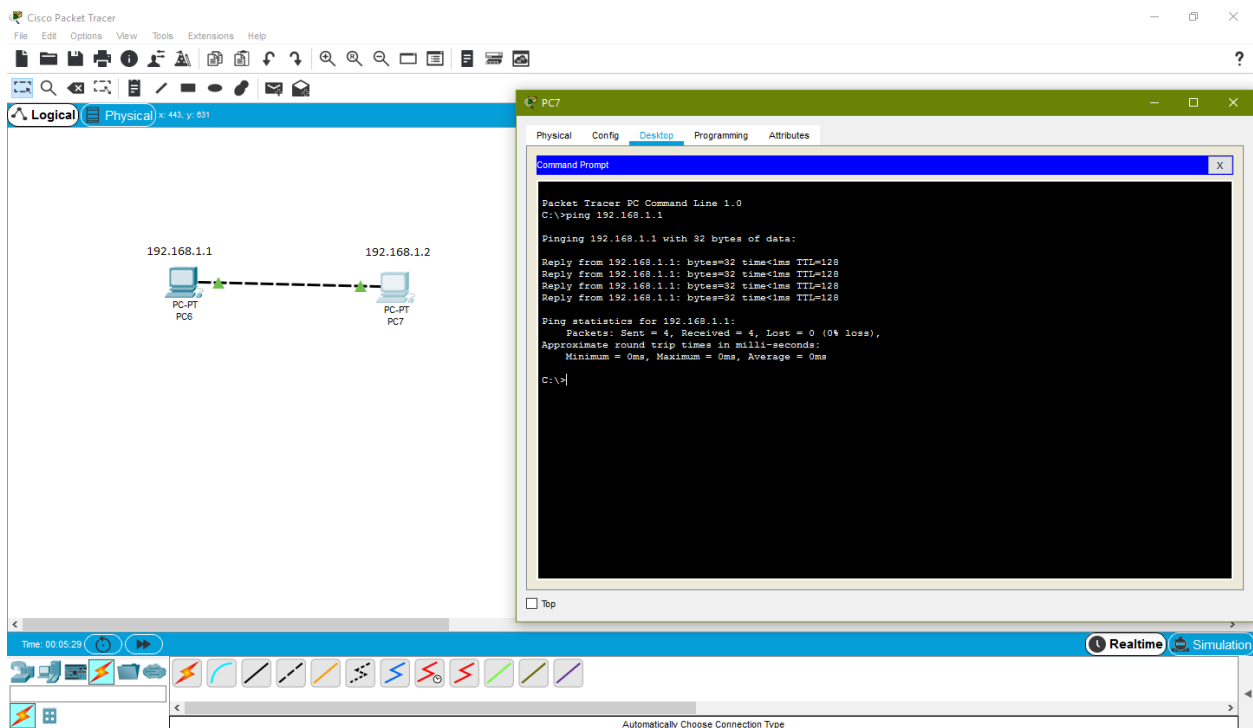 Cisco Packet Tracer
File Edit Options View Tools Extensions Help
?
Logical Physical x: 443, y: 631
192.168.1.1
192.168.1.2
PC-PT
PC6
PC-PT
PC7
PC7
Physical Config Desktop Programming Attributes
Command Prompt
X
Packet Tracer PC Command Line 1.0
C:\>ping 192.168.1.1
Pinging 192.168.1.1 with 32 bytes of data:
Reply from 192.168.1.1: bytes=32 time<1ms TTL=128
Reply from 192.168.1.1: bytes=32 time<1ms TTL=128
Reply from 192.168.1.1: bytes=32 time<1ms TTL=128
Reply from 192.168.1.1: bytes=32 time<1ms TTL=128
Ping statistics for 192.168.1.1:
Packets: Sent = 4, Received = 4, Lost = 0 (0% loss),
Approximate round trip times in milli-seconds:
Minimum = 0ms, Maximum = 0ms, Average = 0ms
C:\>
Top
Time: 00:05:29
Realtime Simulation
Automatically Choose Connection Type